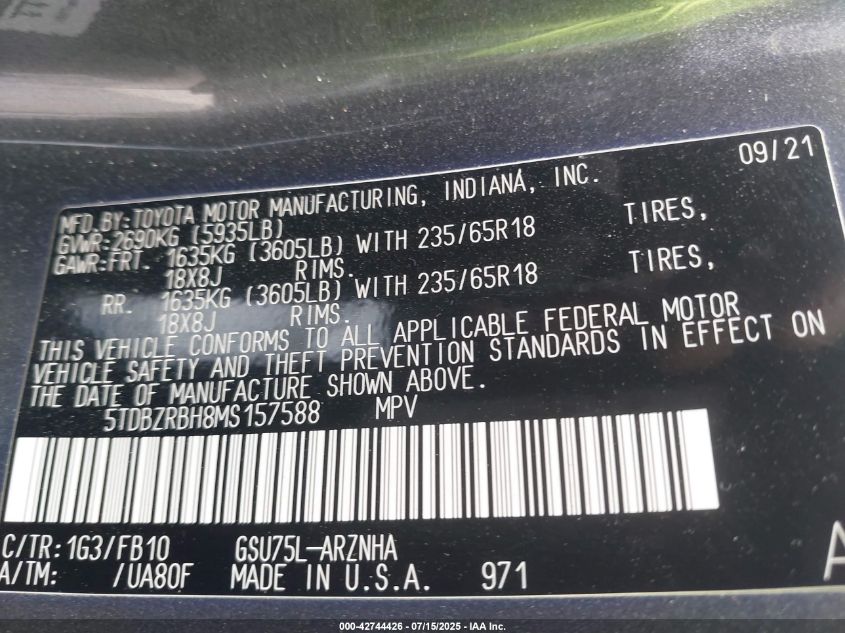 09/21
MFD.BY:TOYOTA MOTOR MANUFACTURING, INDIANA, INC.
GVWR:2690KG (5935LB)
GAWR:FRT. 1635KG (3605LB) WITH 235/65R18 TIRES,
18X8J RIMS.
RR. 1635KG (3605LB) WITH 235/65R18 TIRES,
18X8J RIMS.
THIS VEHICLE CONFORMS TO ALL APPLICABLE FEDERAL MOTOR
VEHICLE SAFETY AND THEFT PREVENTION STANDARDS IN EFFECT ON
THE DATE OF MANUFACTURE SHOWN ABOVE.
5TDBZRBH8MS157588 MPV
C/TR:1G3/FB10 GSU75L-ARZNHA
A/TM: /UA80F MADE IN U.S.A. 971
A
000-42744426 - 07/15/2025 - IAA Inc.